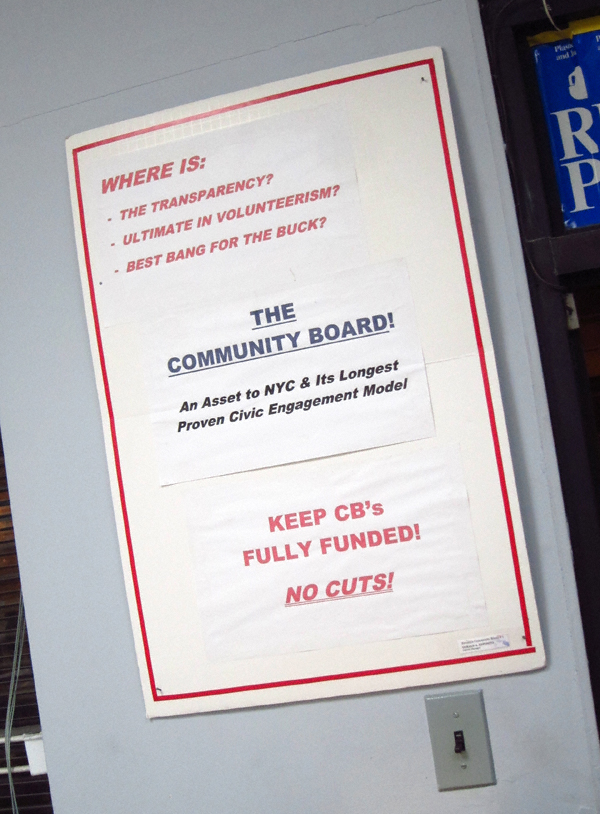 WHERE IS:
- THE TRANSPARENCY?
- ULTIMATE IN VOLUNTEERISM?
- BEST BANG FOR THE BUCK?
THE
COMMUNITY BOARD!
An Asset to NYC & Its Longest
Proven Civic Engagement Model
KEEP CB's
FULLY FUNDED!
NO CUTS!